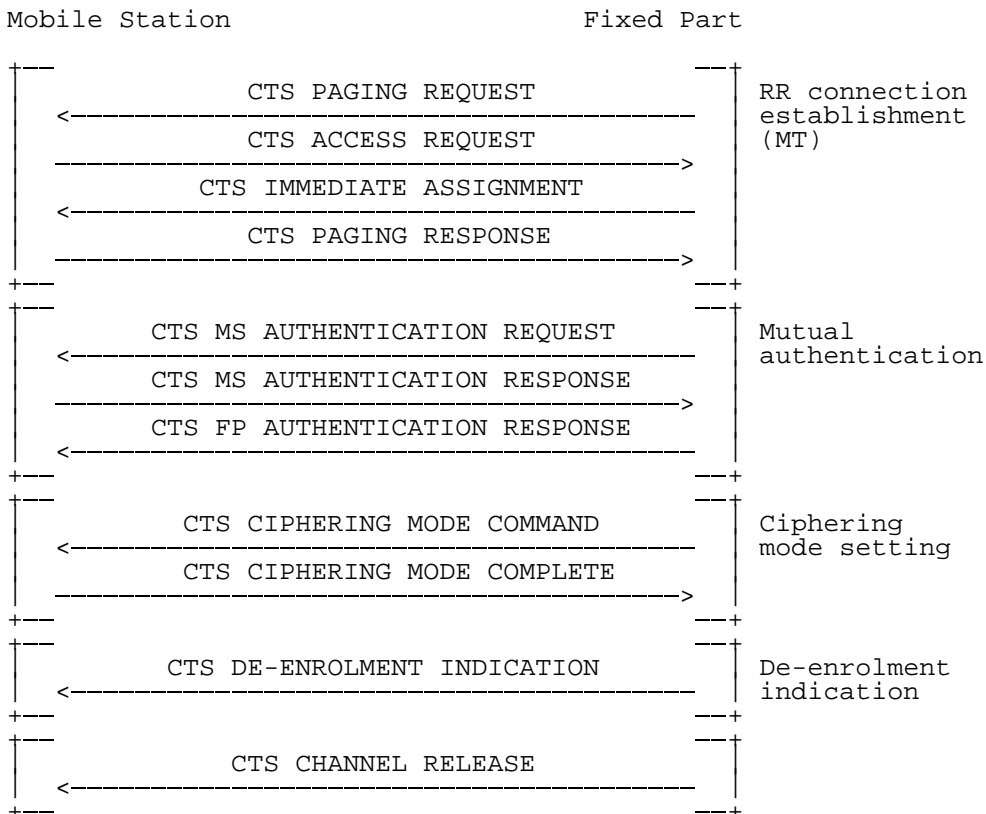 Mobile Station Fixed Part
CTS PAGING REQUEST RR connection
establishment
CTS ACCESS REQUEST (MT)
CTS IMMEDIATE ASSIGNMENT
CTS PAGING RESPONSE
CTS MS AUTHENTICATION REQUEST Mutual
authentication
CTS MS AUTHENTICATION RESPONSE
CTS FP AUTHENTICATION RESPONSE
CTS CIPHERING MODE COMMAND Ciphering
mode setting
CTS CIPHERING MODE COMPLETE
CTS DE-ENROLMENT INDICATION De-enrolment
indication
CTS CHANNEL RELEASE